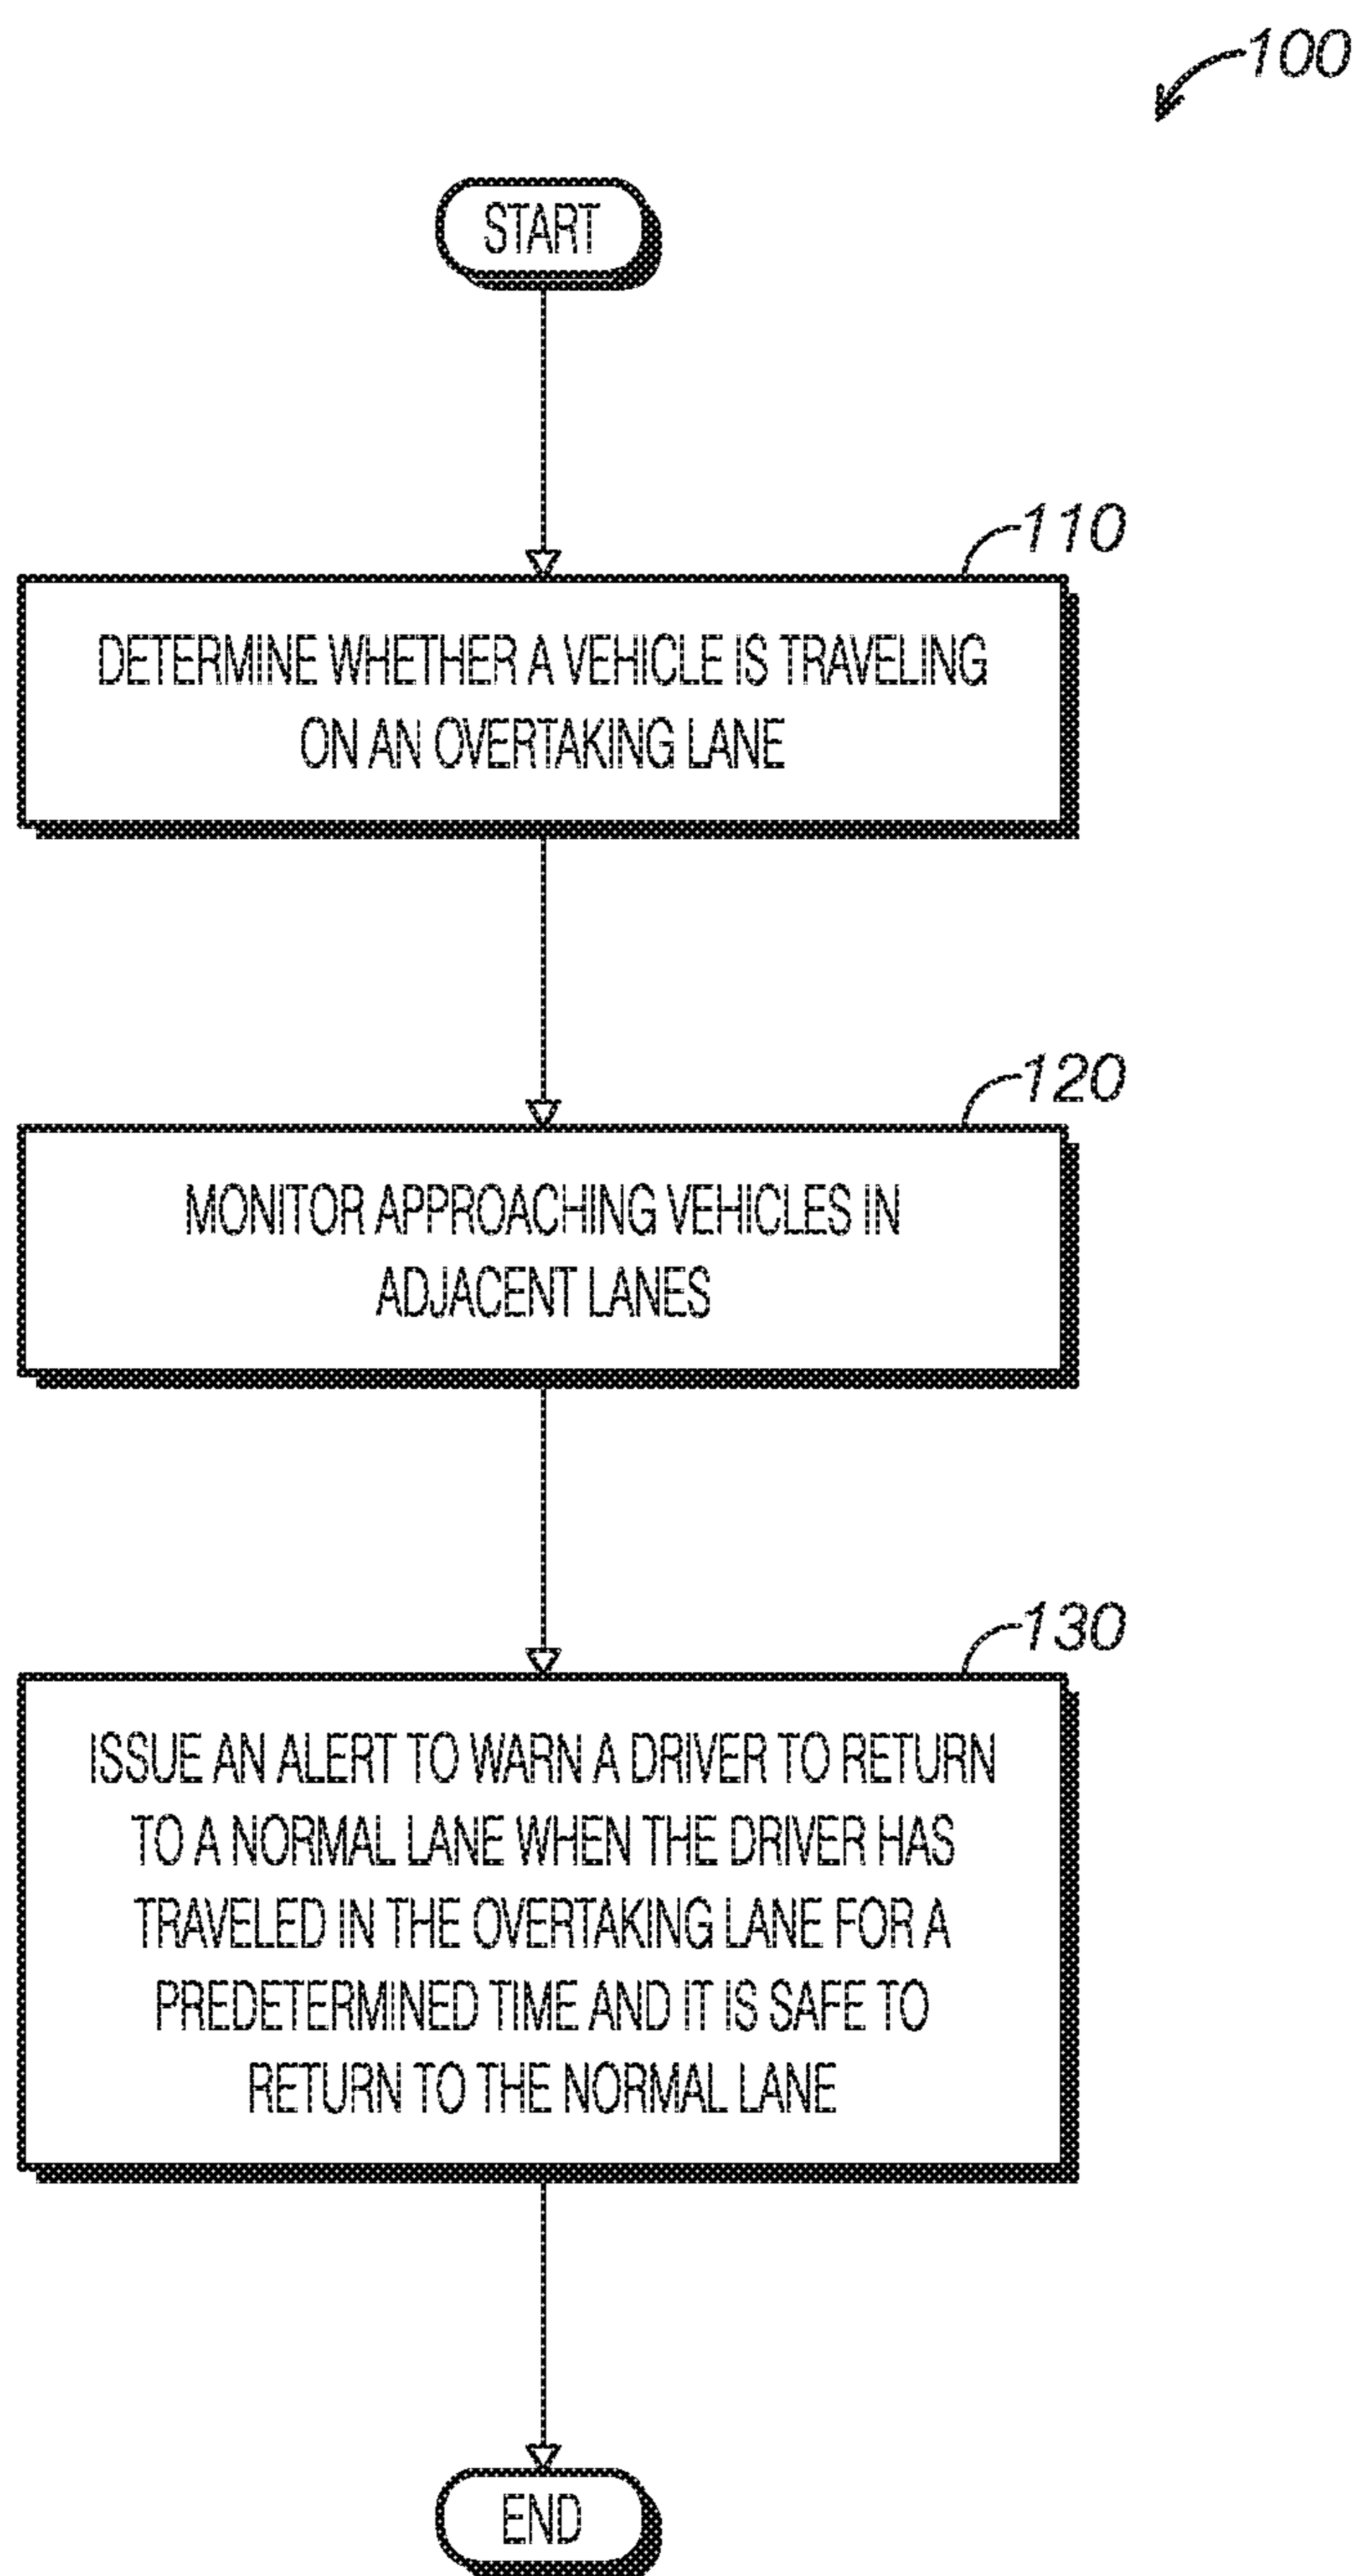 100
START
110
DETERMINE WHETHER A VEHICLE IS TRAVELING
ON AN OVERTAKING LANE
120
MONITOR APPROACHING VEHICLES IN
ADJACENT LANES
130
ISSUE AN ALERT TO WARN A DRIVER TO RETURN
TO A NORMAL LANE WHEN THE DRIVER HAS
TRAVELED IN THE OVERTAKING LANE FOR A
PREDETERMINED TIME AND IT IS SAFE TO
RETURN TO THE NORMAL LANE
END